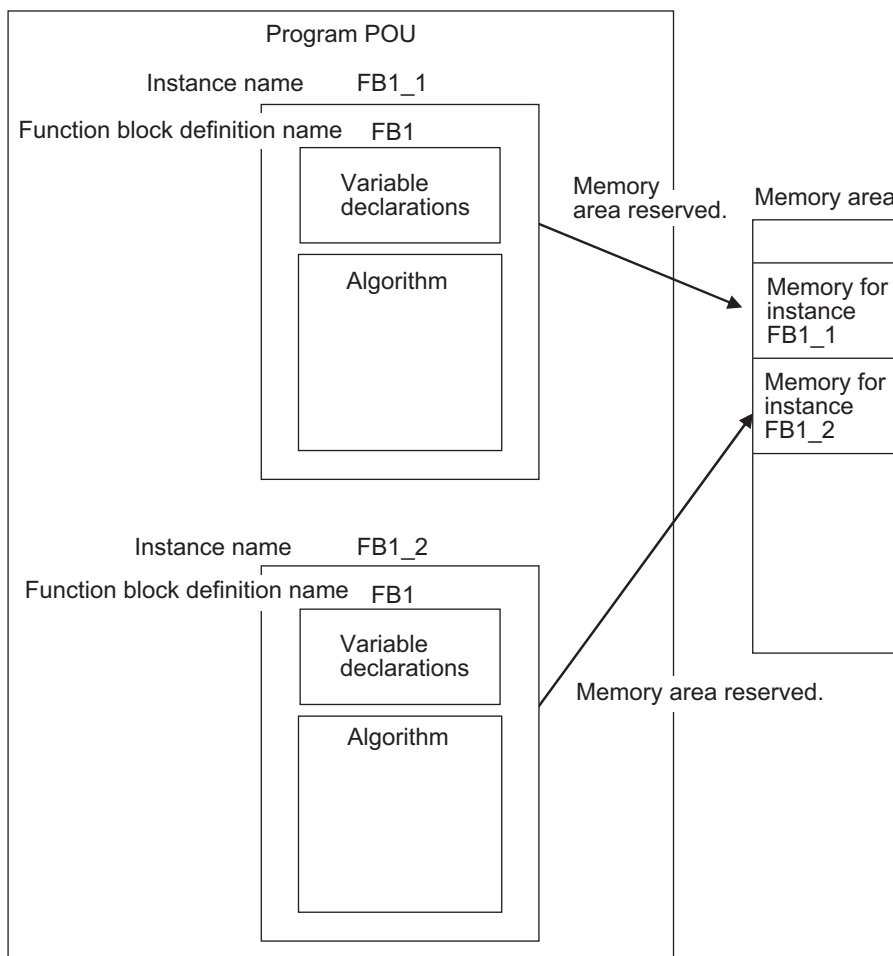 Program POU
Instance name FB1_1
Function block definition name FB1
Variable
declarations
Algorithm
Memory
area reserved.
Memory area
Memory for
instance
FB1_1
Memory for
instance
FB1_2
Instance name FB1_2
Function block definition name FB1
Variable
declarations
Memory area reserved.
Algorithm